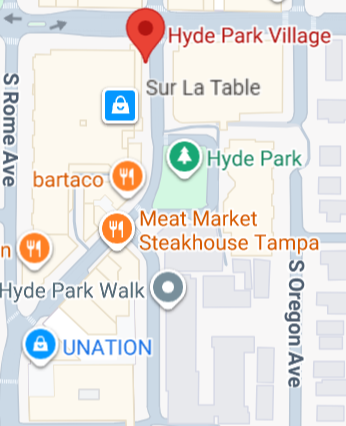 Hyde Park Village
S Rome Ave
Sur La Table
Hyde Park
bartaco
Meat Market
Steakhouse Tampa
n
Hyde Park Walk
S Oregon Ave
UNATION